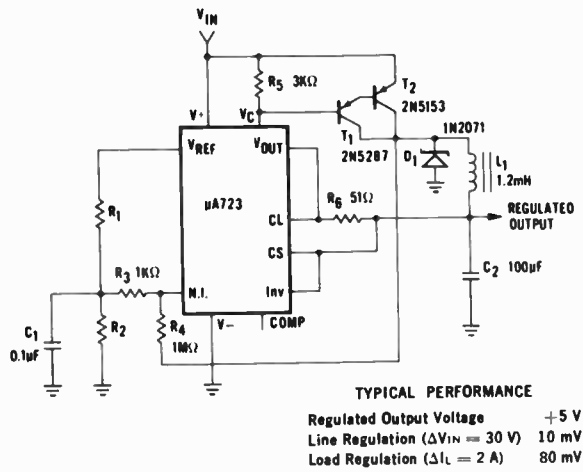 VIN
R5 3KΩ
T2
2N5153
V+
VC
T1
2N5287
1N2071
VREF
VOUT
D1
L1
1.2mH
R1
μA723
R6 51Ω
CL
REGULATED
OUTPUT
CS
R3 1KΩ
N.I.
Inv
C2 100μF
C1
0.1μF
R2
R4
1MΩ
V-
COMP
TYPICAL PERFORMANCE
Regulated Output Voltage +5 V
Line Regulation (ΔVIN = 30 V) 10 mV
Load Regulation (ΔIL = 2 A) 80 mV